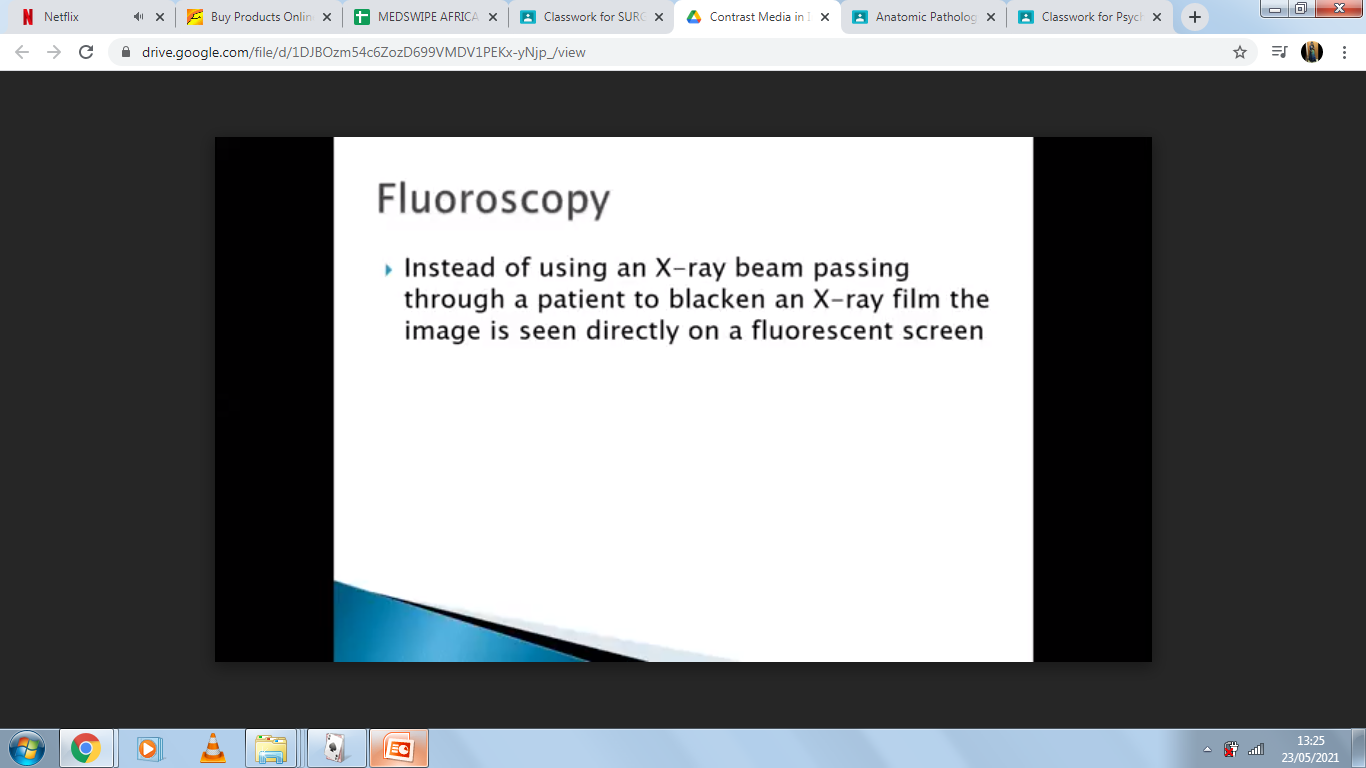 Netflix
Buy Products Onlin
MEDSWIPE AFRICA
Classwork for SURG
Contrast Media in I
Anatomic Patholog
Classwork for Psych
drive.google.com/file/d/1DJBOzm54c6ZozD699VMDV1PEKx-yNjp_/view
Fluoroscopy
Instead of using an X-ray beam passing
through a patient to blacken an X-ray film the
image is seen directly on a fluorescent screen
13:25
23/05/2021